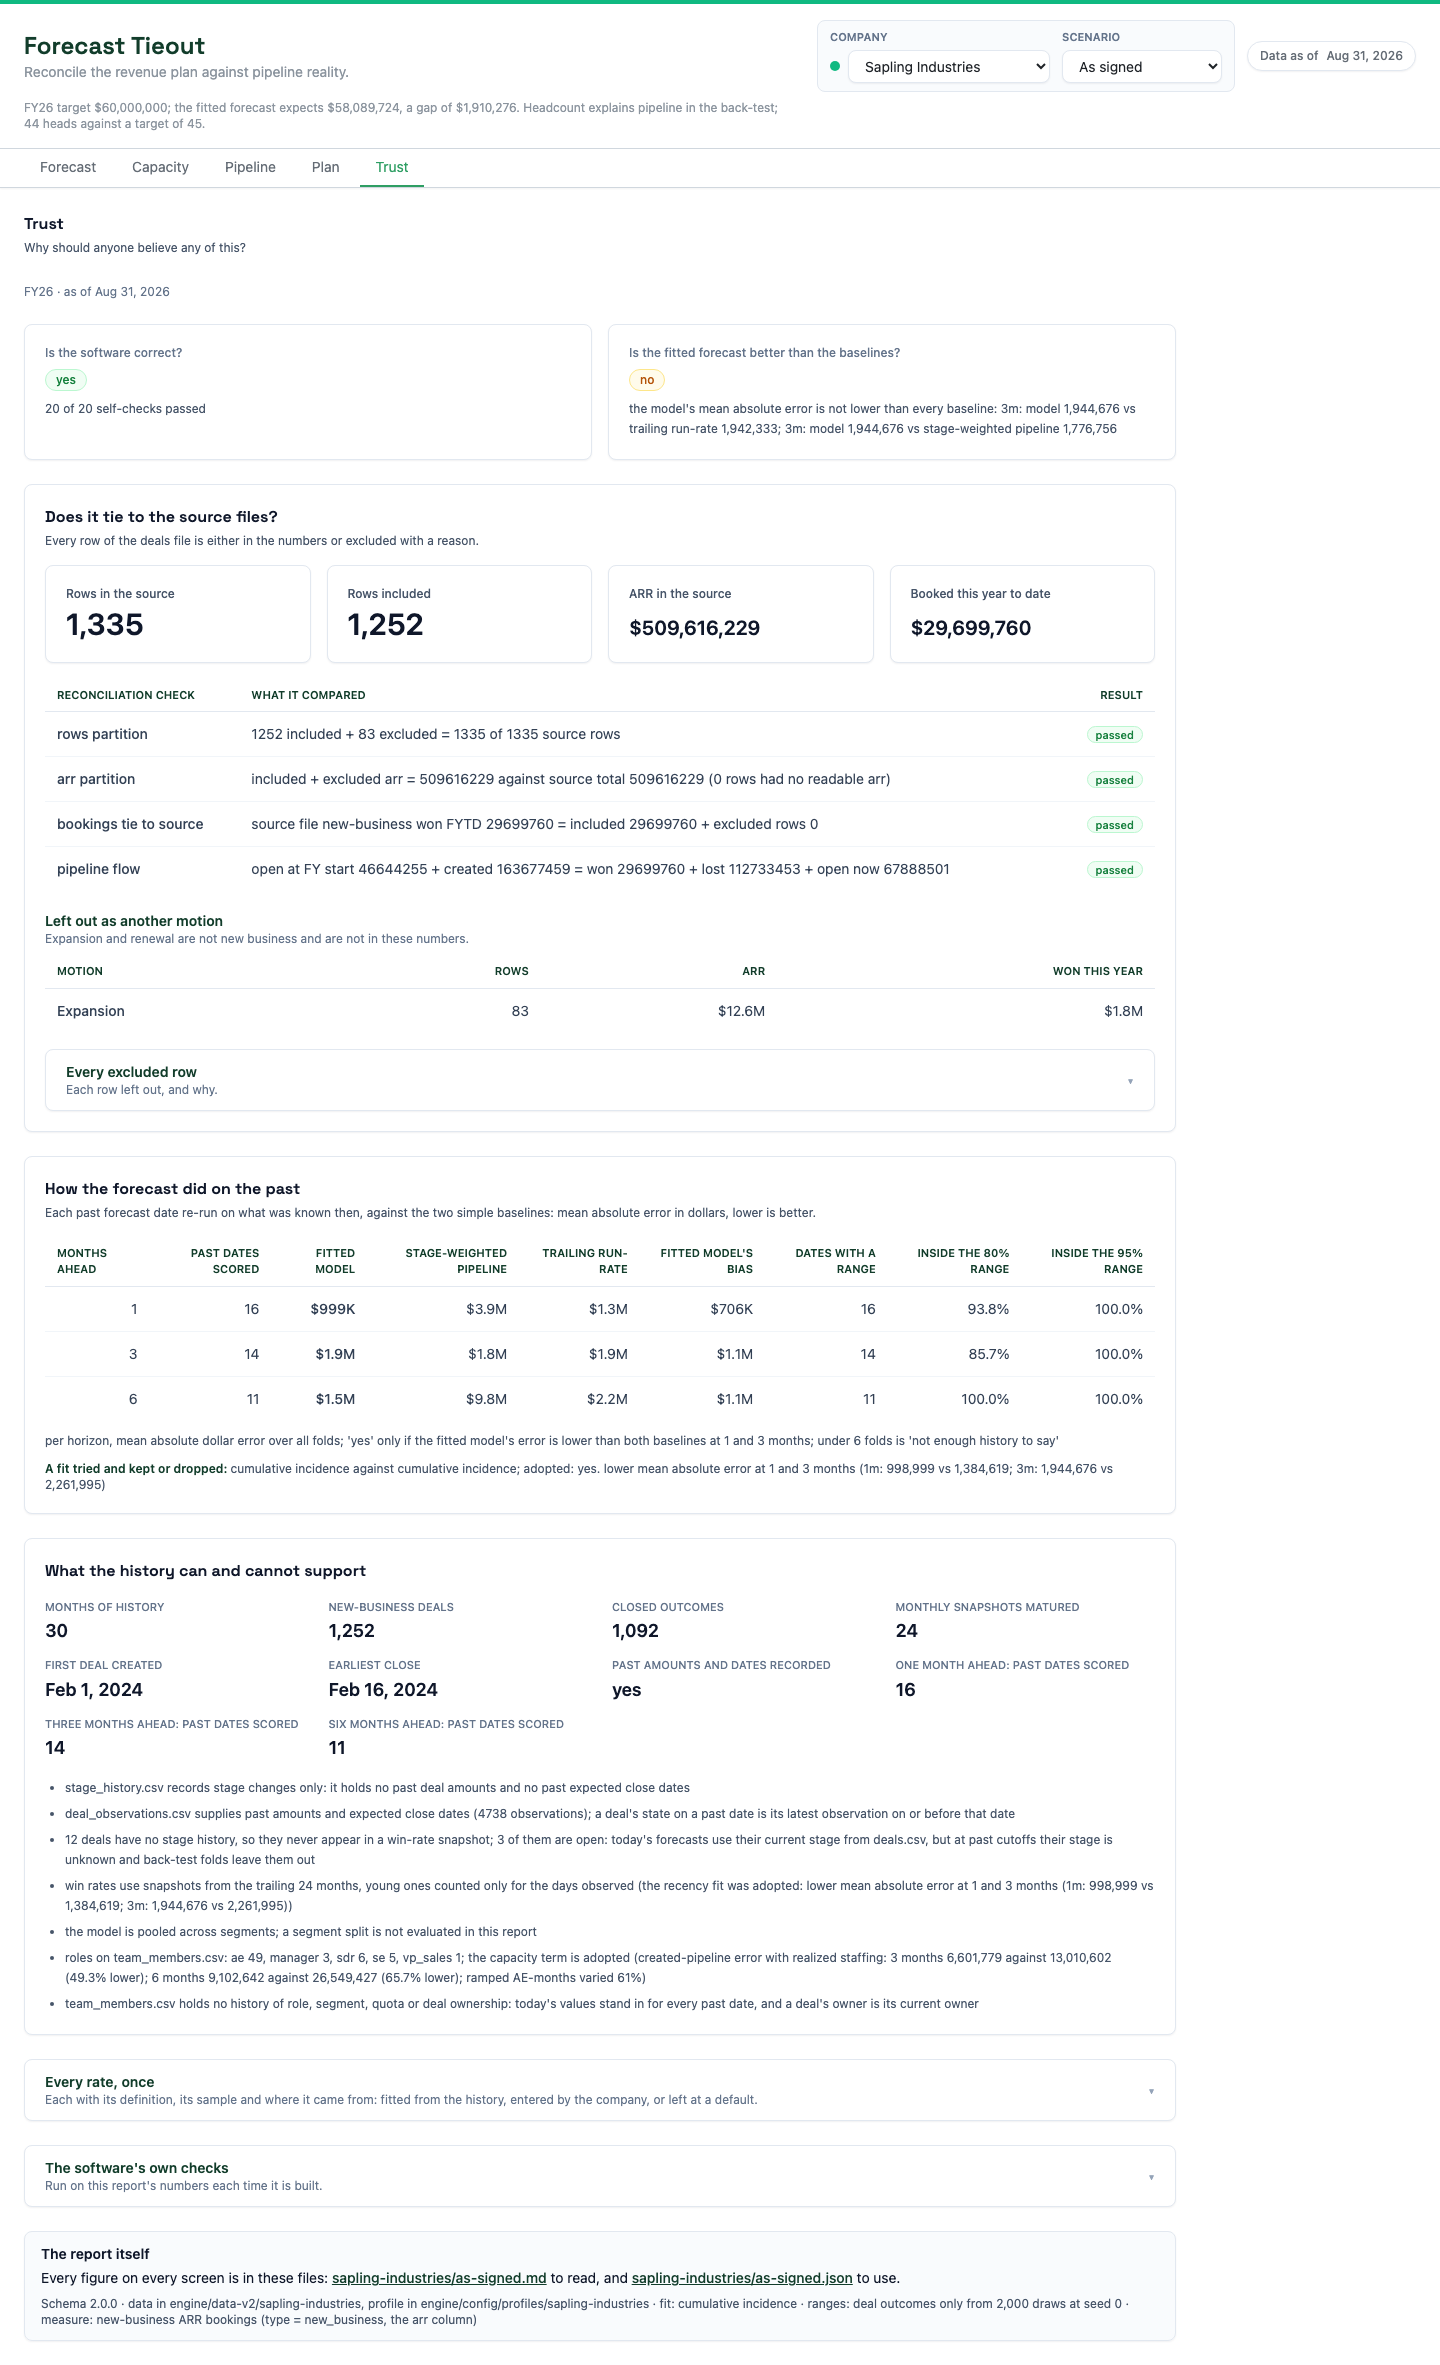 Forecast Tieout
Reconcile the revenue plan against pipeline reality.
FY26 target $60,000,000; the fitted forecast expects $58,089,724, a gap of $1,910,276. Headcount explains pipeline in the back-test;
44 heads against a target of 45.
COMPANY
Sapling Industries
SCENARIO
As signed
Data as of Aug 31, 2026
Forecast
Capacity
Pipeline
Plan
Trust
Trust
Why should anyone believe any of this?
FY26 · as of Aug 31, 2026
Is the software correct?
yes
20 of 20 self-checks passed
Is the fitted forecast better than the baselines?
no
the model's mean absolute error is not lower than every baseline: 3m: model 1,944,676 vs
trailing run-rate 1,942,333; 3m: model 1,944,676 vs stage-weighted pipeline 1,776,756
Does it tie to the source files?
Every row of the deals file is either in the numbers or excluded with a reason.
Rows in the source
1,335
Rows included
1,252
ARR in the source
$509,616,229
Booked this year to date
$29,699,760
RECONCILIATION CHECK WHAT IT COMPARED RESULT
rows partition 1252 included + 83 excluded = 1335 of 1335 source rows passed
arr partition included + excluded arr = 509616229 against source total 509616229 (0 rows had no readable arr) passed
bookings tie to source source file new-business won FYTD 29699760 = included 29699760 + excluded rows 0 passed
pipeline flow open at FY start 46644255 + created 163677459 = won 29699760 + lost 112733453 + open now 67888501 passed
Left out as another motion
Expansion and renewal are not new business and are not in these numbers.
MOTION ROWS ARR WON THIS YEAR
Expansion 83 $12.6M $1.8M
Every excluded row
Each row left out, and why.
How the forecast did on the past
Each past forecast date re-run on what was known then, against the two simple baselines: mean absolute error in dollars, lower is better.
MONTHS PAST DATES FITTED STAGE-WEIGHTED TRAILING RUN- FITTED MODEL'S DATES WITH A INSIDE THE 80% INSIDE THE 95%
AHEAD SCORED MODEL PIPELINE RATE BIAS RANGE RANGE RANGE
1 16 $999K $3.9M $1.3M $706K 16 93.8% 100.0%
3 14 $1.9M $1.8M $1.9M $1.1M 14 85.7% 100.0%
6 11 $1.5M $9.8M $2.2M $1.1M 11 100.0% 100.0%
per horizon, mean absolute dollar error over all folds; 'yes' only if the fitted model's error is lower than both baselines at 1 and 3 months; under 6 folds is 'not enough history to say'
A fit tried and kept or dropped: cumulative incidence against cumulative incidence; adopted: yes. lower mean absolute error at 1 and 3 months (1m: 998,999 vs 1,384,619; 3m: 1,944,676 vs
2,261,995)
What the history can and cannot support
MONTHS OF HISTORY
30
NEW-BUSINESS DEALS
1,252
CLOSED OUTCOMES
1,092
MONTHLY SNAPSHOTS MATURED
24
FIRST DEAL CREATED
Feb 1, 2024
EARLIEST CLOSE
Feb 16, 2024
PAST AMOUNTS AND DATES RECORDED
yes
ONE MONTH AHEAD: PAST DATES SCORED
16
THREE MONTHS AHEAD: PAST DATES SCORED
14
SIX MONTHS AHEAD: PAST DATES SCORED
11
• stage_history.csv records stage changes only: it holds no past deal amounts and no past expected close dates
• deal_observations.csv supplies past amounts and expected close dates (4738 observations); a deal's state on a past date is its latest observation on or before that date
• 12 deals have no stage history, so they never appear in a win-rate snapshot; 3 of them are open: today's forecasts use their current stage from deals.csv, but at past cutoffs their stage is
unknown and back-test folds leave them out
• win rates use snapshots from the trailing 24 months, young ones counted only for the days observed (the recency fit was adopted: lower mean absolute error at 1 and 3 months (1m: 998,999 vs
1,384,619; 3m: 1,944,676 vs 2,261,995))
• the model is pooled across segments; a segment split is not evaluated in this report
• roles on team_members.csv: ae 49, manager 3, sdr 6, se 5, vp_sales 1; the capacity term is adopted (created-pipeline error with realized staffing: 3 months 6,601,779 against 13,010,602
(49.3% lower); 6 months 9,102,642 against 26,549,427 (65.7% lower); ramped AE-months varied 61%)
• team_members.csv holds no history of role, segment, quota or deal ownership: today's values stand in for every past date, and a deal's owner is its current owner
Every rate, once
Each with its definition, its sample and where it came from: fitted from the history, entered by the company, or left at a default.
The software's own checks
Run on this report's numbers each time it is built.
The report itself
Every figure on every screen is in these files: sapling-industries/as-signed.md to read, and sapling-industries/as-signed.json to use.
Schema 2.0.0 · data in engine/data-v2/sapling-industries, profile in engine/config/profiles/sapling-industries · fit: cumulative incidence · ranges: deal outcomes only from 2,000 draws at seed 0 ·
measure: new-business ARR bookings (type = new_business, the arr column)